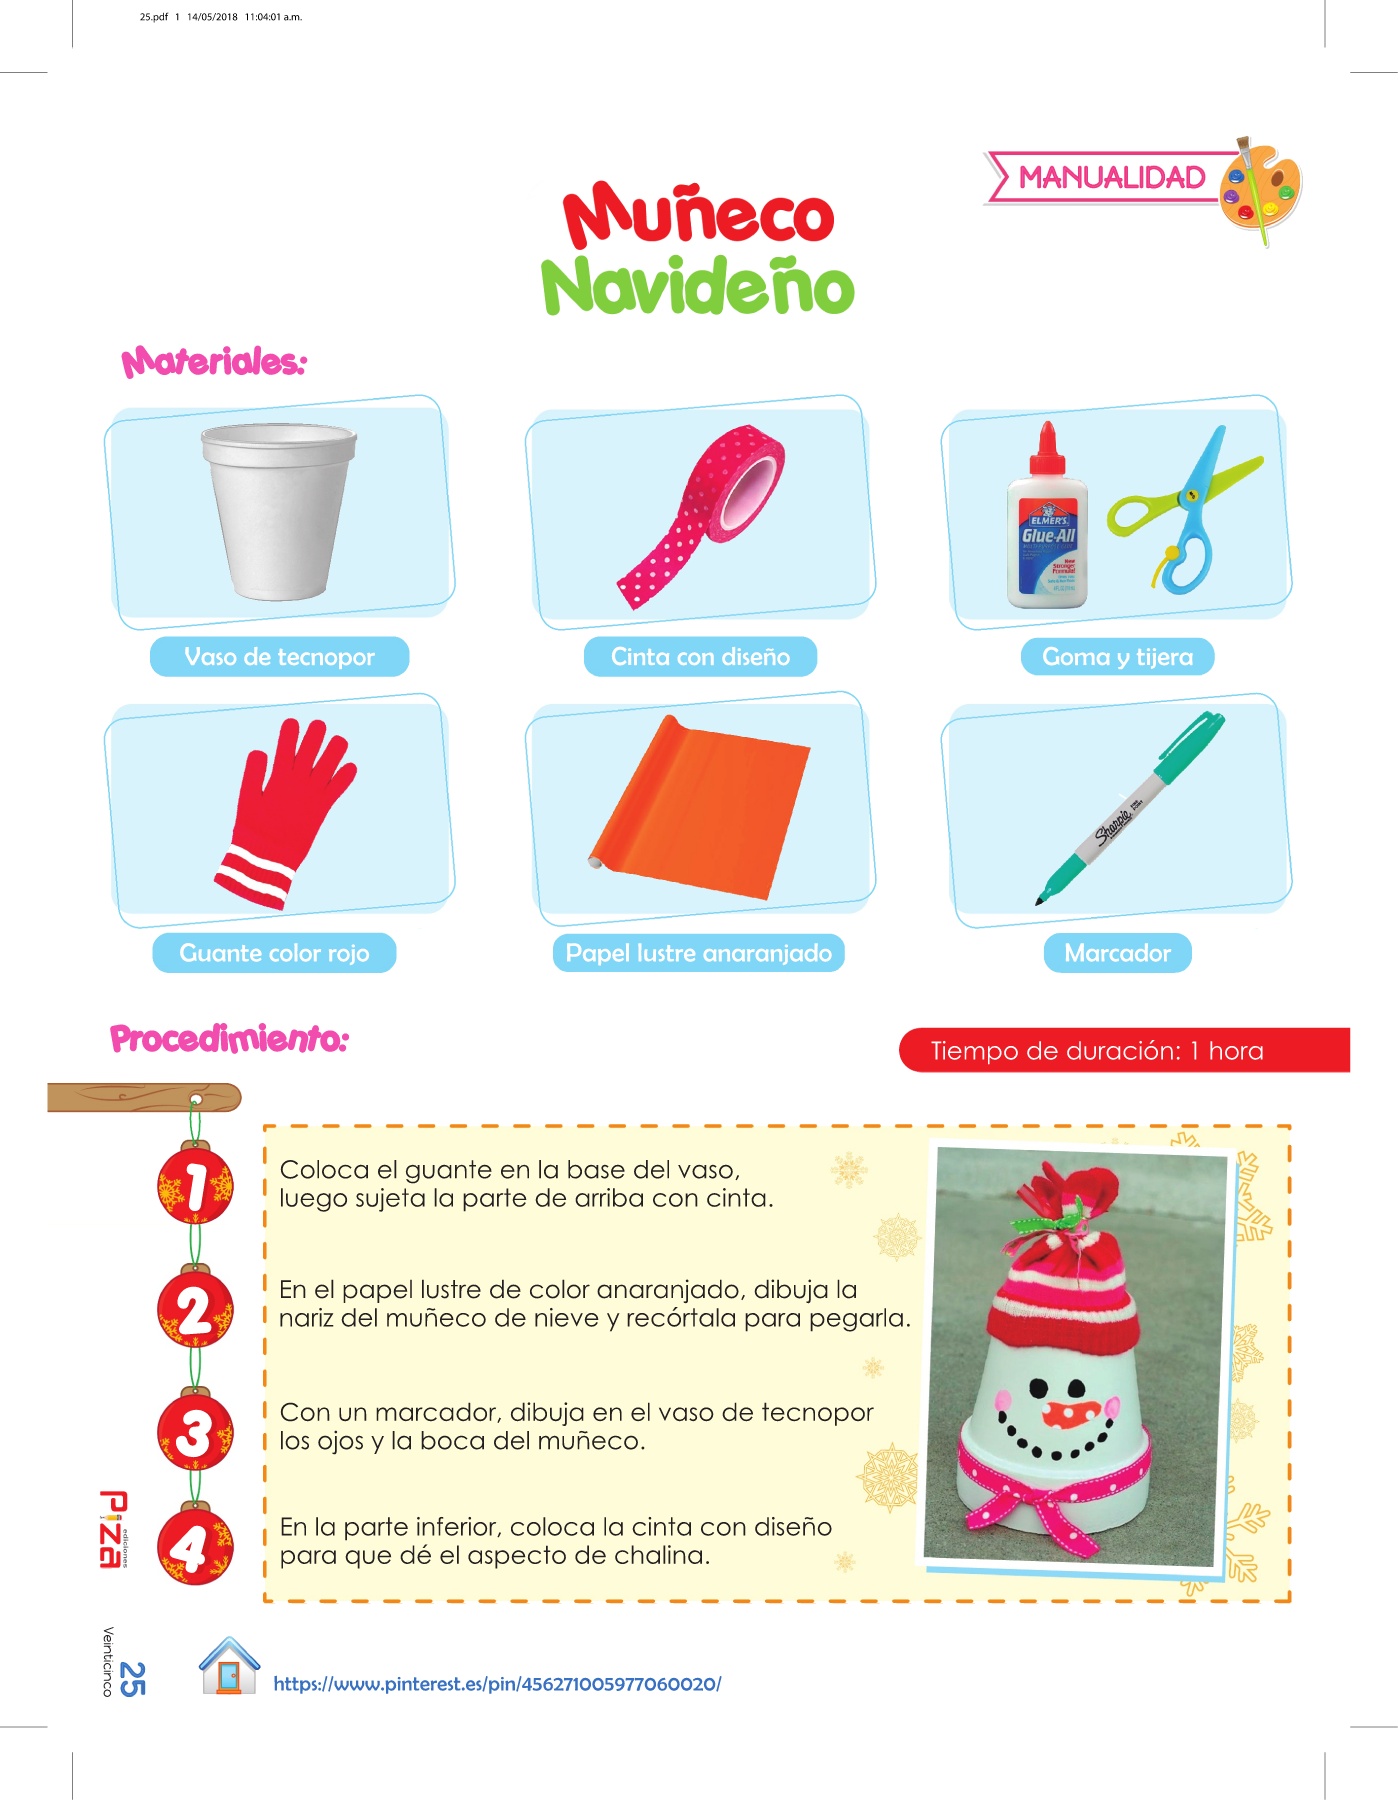 25.pdf 1 14/05/2018 11:04:01 a.m.
MANUALIDAD
Muñeco
Navideño
Materiales:
ELMER'S
Glue-All
New
Stronger
Formula!
Vaso de tecnopor
Cinta con diseño
Goma y tijera
Sharpie
Guante color rojo
Papel lustre anaranjado
Marcador
Procedimiento:
Tiempo de duración: 1 hora
1
Coloca el guante en la base del vaso,
luego sujeta la parte de arriba con cinta.
2
En el papel lustre de color anaranjado, dibuja la
nariz del muñeco de nieve y recórtala para pegarla.
3
Con un marcador, dibuja en el vaso de tecnopor
los ojos y la boca del muñeco.
4
En la parte inferior, coloca la cinta con diseño
para que dé el aspecto de chalina.
Piza
ediciones
25
Veinticinco
https://www.pinterest.es/pin/456271005977060020/